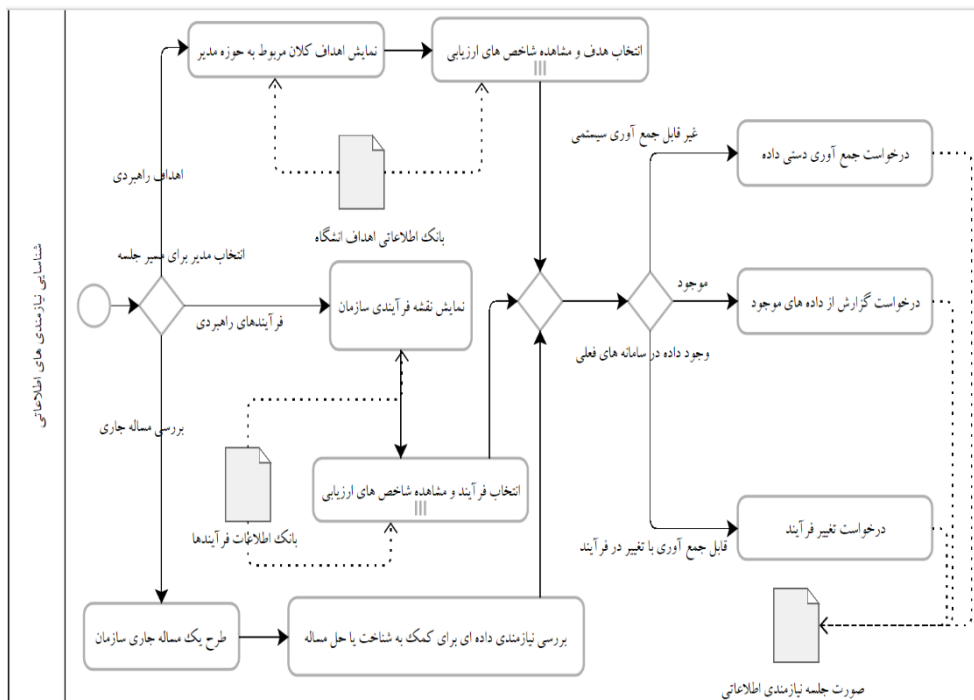 شناسایی نیازمندی های اطلاعاتی
نمایش اهداف کلان مربوط به حوزه مدیر
انتخاب هدف و مشاهده شاخص های ارزیابی
غیر قابل جمع آوری سیستمی
درخواست جمع آوری دستی داده
اهداف راهبردی
بانک اطلاعاتی اهداف انشگاه
انتخاب مدیر برای مسیر جلسه
فرآیندهای راهبردی
نمایش نقشه فرآیندی سازمان
موجود
درخواست گزارش از داده های موجود
وجود داده در سامانه های فعلی
بررسی مساله جاری
انتخاب فرآیند و مشاهده شاخص های ارزیابی
بانک اطلاعات فرآیندها
قابل جمع آوری با تغییر در فرآیند
درخواست تغییر فرآیند
طرح یک مساله جاری سازمان
بررسی نیازمندی داده ای برای کمک به شناخت یا حل مساله
صورت جلسه نیازمندی اطلاعاتی